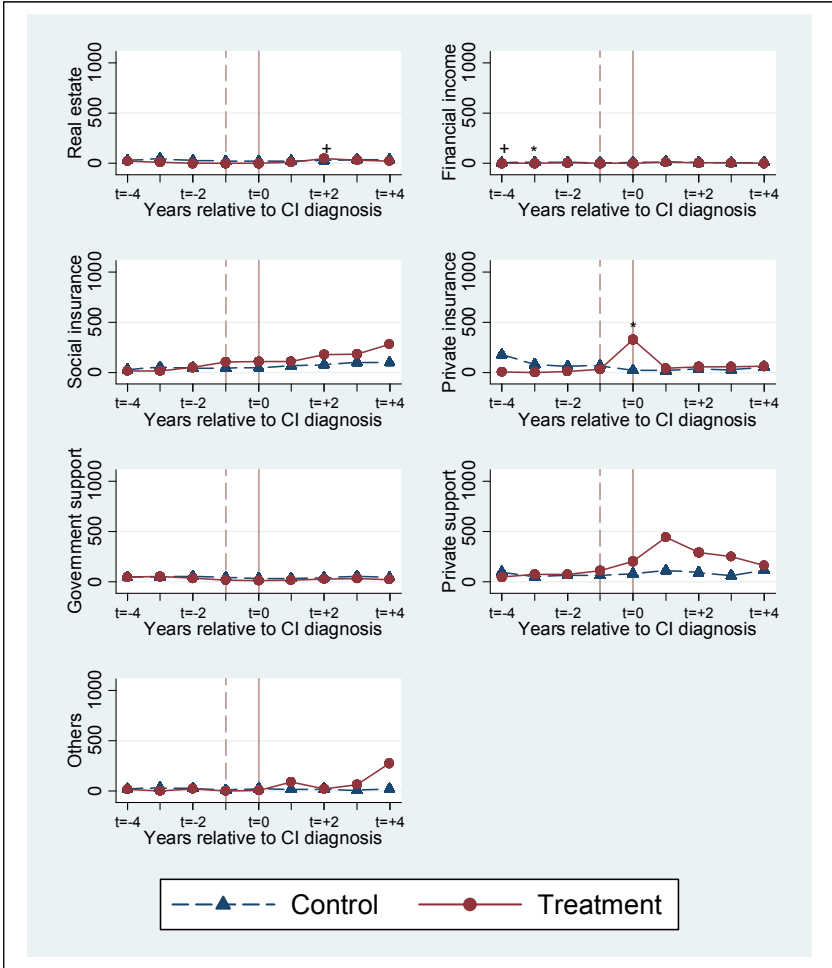 Real estate
0 500 1000
+
t=-4 t=-2 t=0 t=+2 t=+4
Years relative to CI diagnosis
Financial income
0 500 1000
+ *
t=-4 t=-2 t=0 t=+2 t=+4
Years relative to CI diagnosis
Social insurance
0 500 1000
t=-4 t=-2 t=0 t=+2 t=+4
Years relative to CI diagnosis
Private insurance
0 500 1000
*
t=-4 t=-2 t=0 t=+2 t=+4
Years relative to CI diagnosis
Government support
0 500 1000
t=-4 t=-2 t=0 t=+2 t=+4
Years relative to CI diagnosis
Private support
0 500 1000
t=-4 t=-2 t=0 t=+2 t=+4
Years relative to CI diagnosis
Others
0 500 1000
t=-4 t=-2 t=0 t=+2 t=+4
Years relative to CI diagnosis
Control Treatment